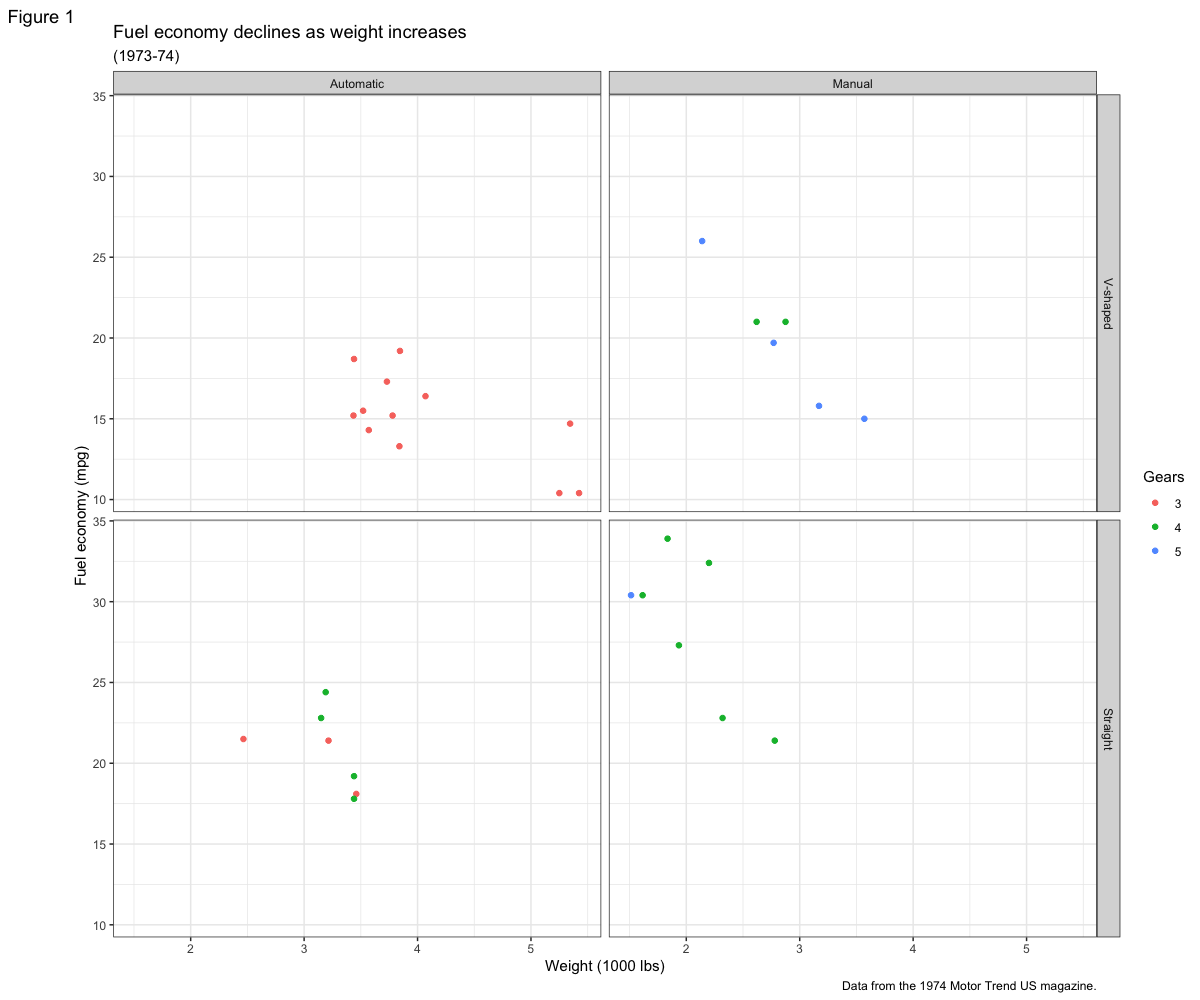 Figure 1
Fuel economy declines as weight increases
(1973-74)
Automatic
Manual
35
30
25
20
15
10
V-shaped
Fuel economy (mpg)
35
30
25
20
15
10
Straight
Gears
3
4
5
2
3
4
5
2
3
4
5
Weight (1000 lbs)
Data from the 1974 Motor Trend US magazine.